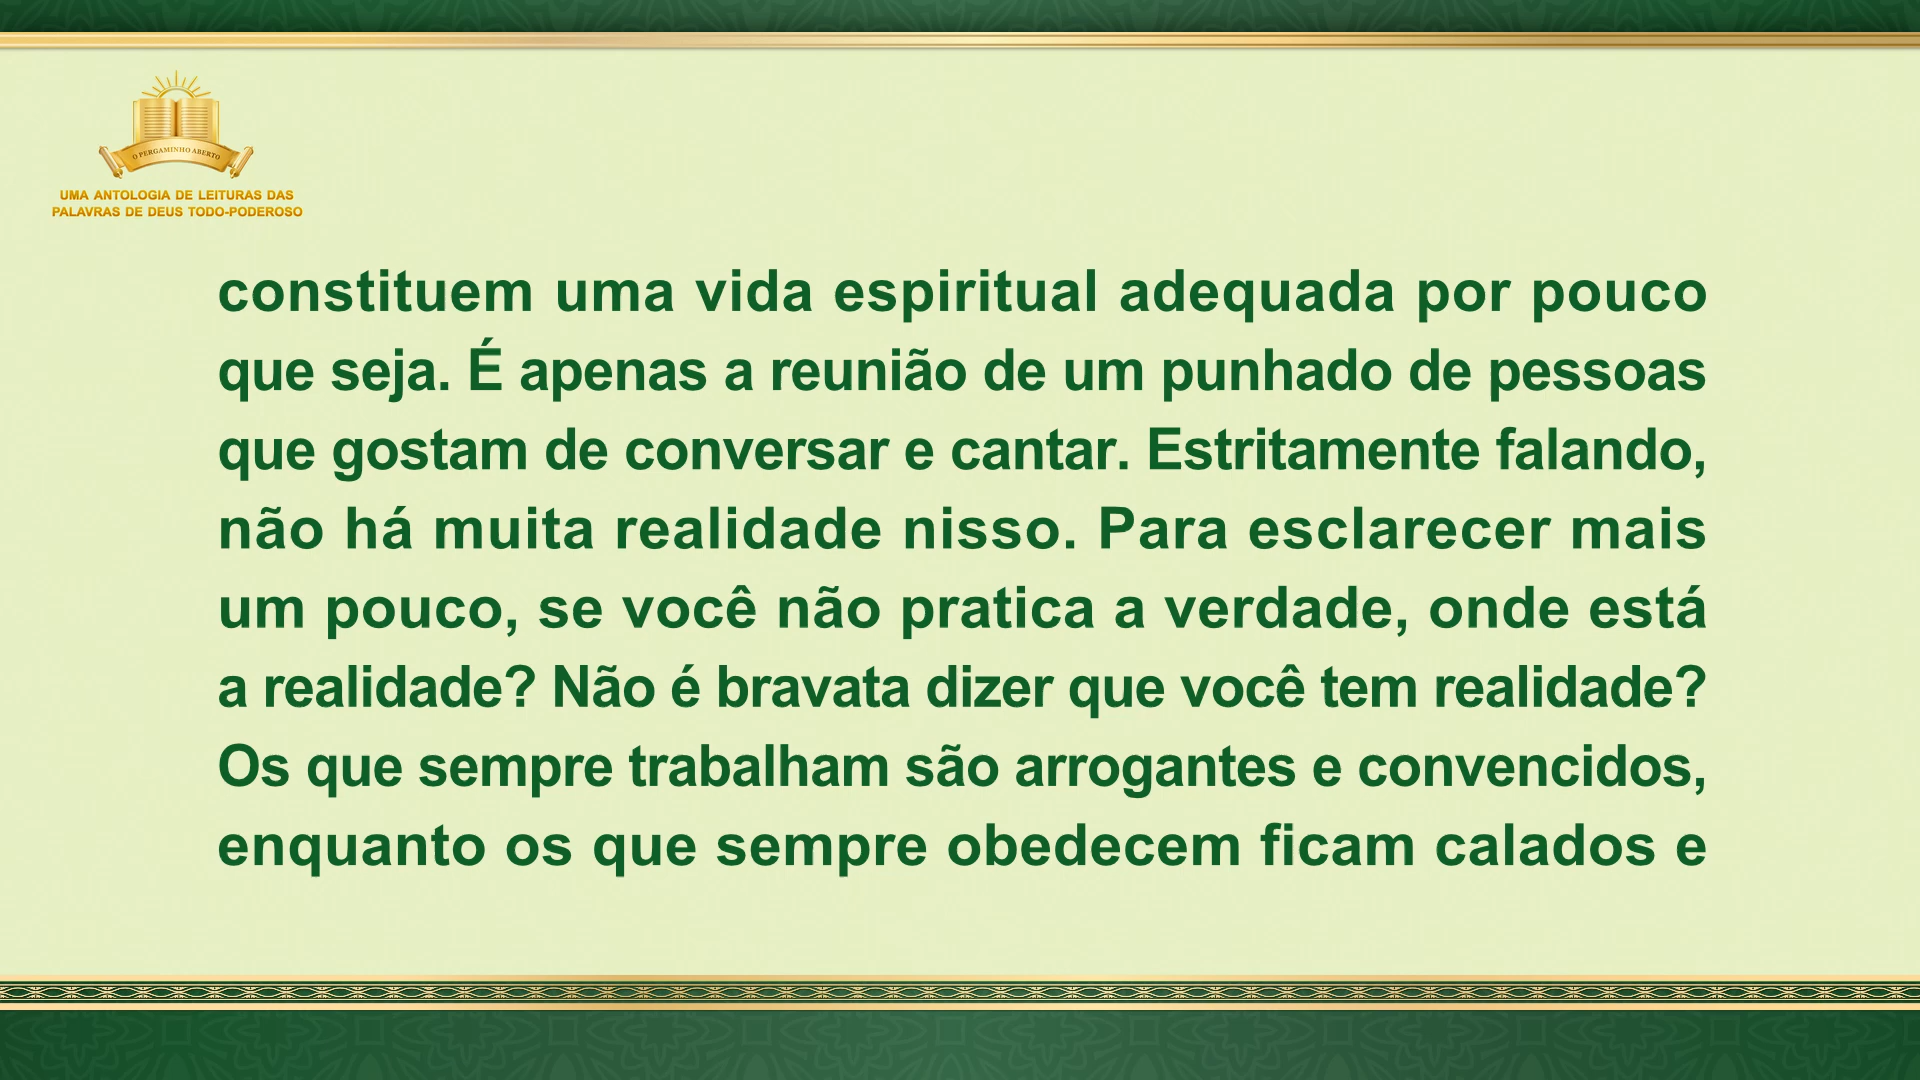 O PERGAMINHO ABERTO
UMA ANTOLOGIA DE LEITURAS DAS
PALAVRAS DE DEUS TODO-PODEROSO
constituem uma vida espiritual adequada por pouco
que seja. É apenas a reunião de um punhado de pessoas
que gostam de conversar e cantar. Estritamente falando,
não há muita realidade nisso. Para esclarecer mais
um pouco, se você não pratica a verdade, onde está
a realidade? Não é bravata dizer que você tem realidade?
Os que sempre trabalham são arrogantes e convencidos,
enquanto os que sempre obedecem ficam calados e